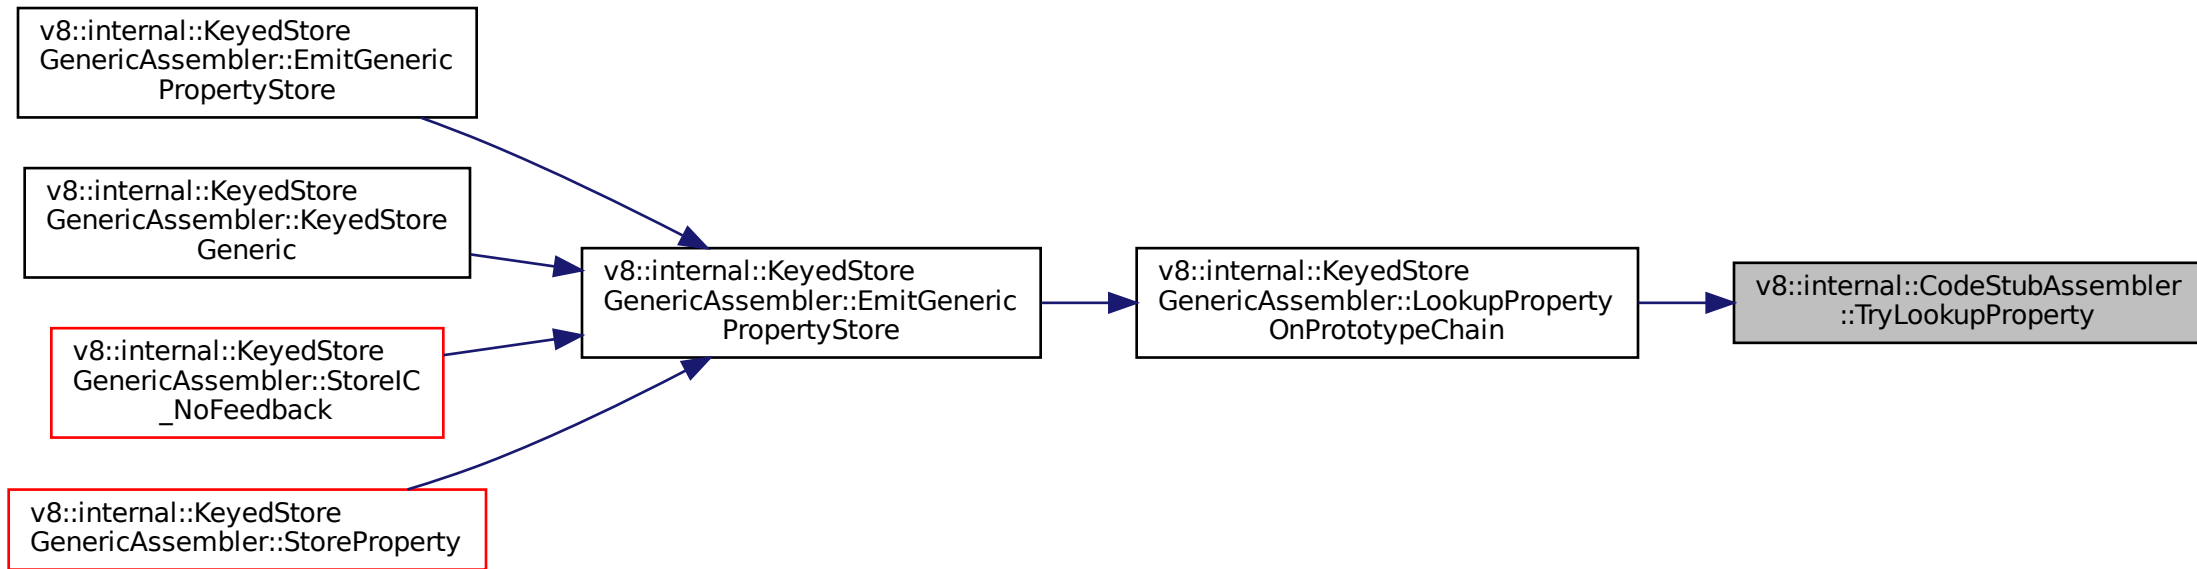 v8::internal::KeyedStore
GenericAssembler::EmitGeneric
PropertyStore
v8::internal::KeyedStore
GenericAssembler::KeyedStore
Generic
v8::internal::KeyedStore
GenericAssembler::StoreIC
_NoFeedback
v8::internal::KeyedStore
GenericAssembler::StoreProperty
v8::internal::KeyedStore
GenericAssembler::EmitGeneric
PropertyStore
v8::internal::KeyedStore
GenericAssembler::LookupProperty
OnPrototypeChain
v8::internal::CodeStubAssembler
::TryLookupProperty